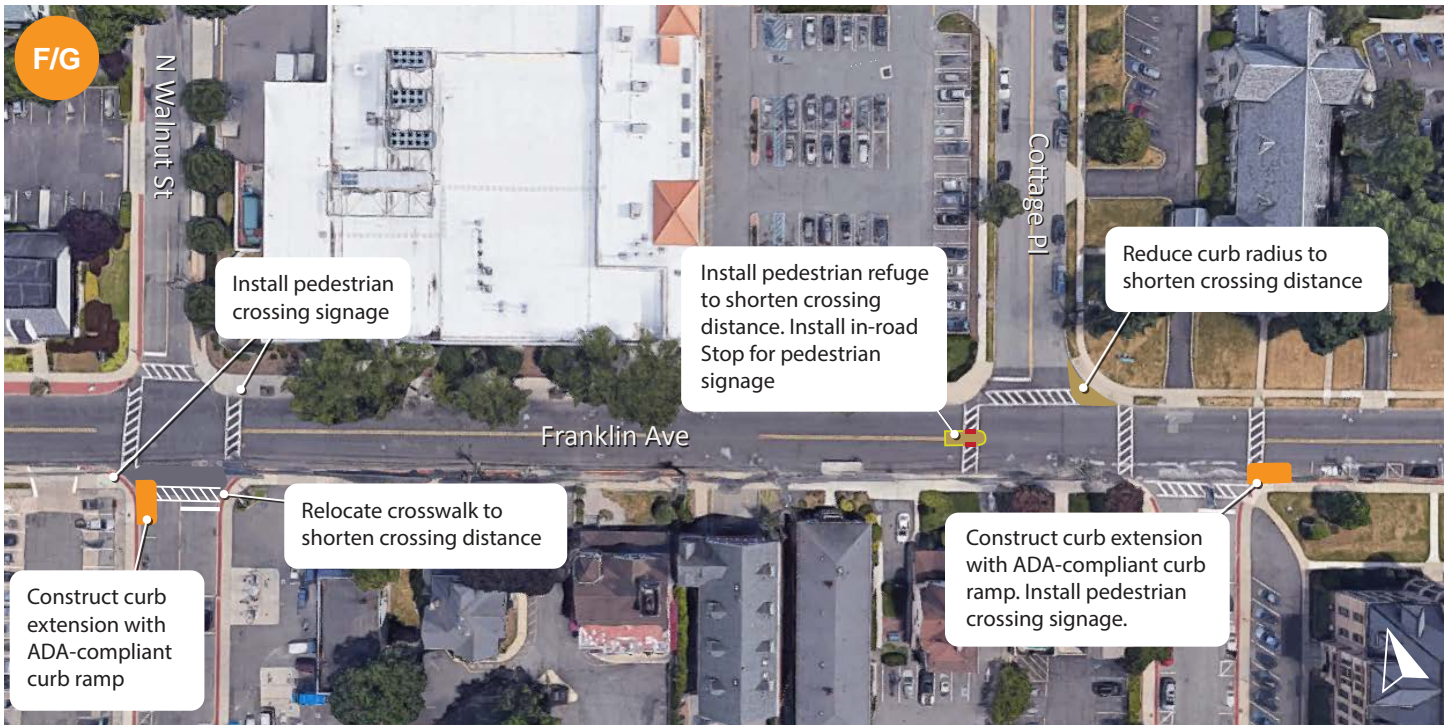 F/G
N Walnut St
Cottage Pl
Install pedestrian
crossing signage
Install pedestrian refuge
to shorten crossing
distance. Install in-road
Stop for pedestrian
signage
Reduce curb radius to
shorten crossing distance
Franklin Ave
Relocate crosswalk to
shorten crossing distance
Construct curb
extension with
ADA-compliant
curb ramp
Construct curb extension
with ADA-compliant curb
ramp. Install pedestrian
crossing signage.